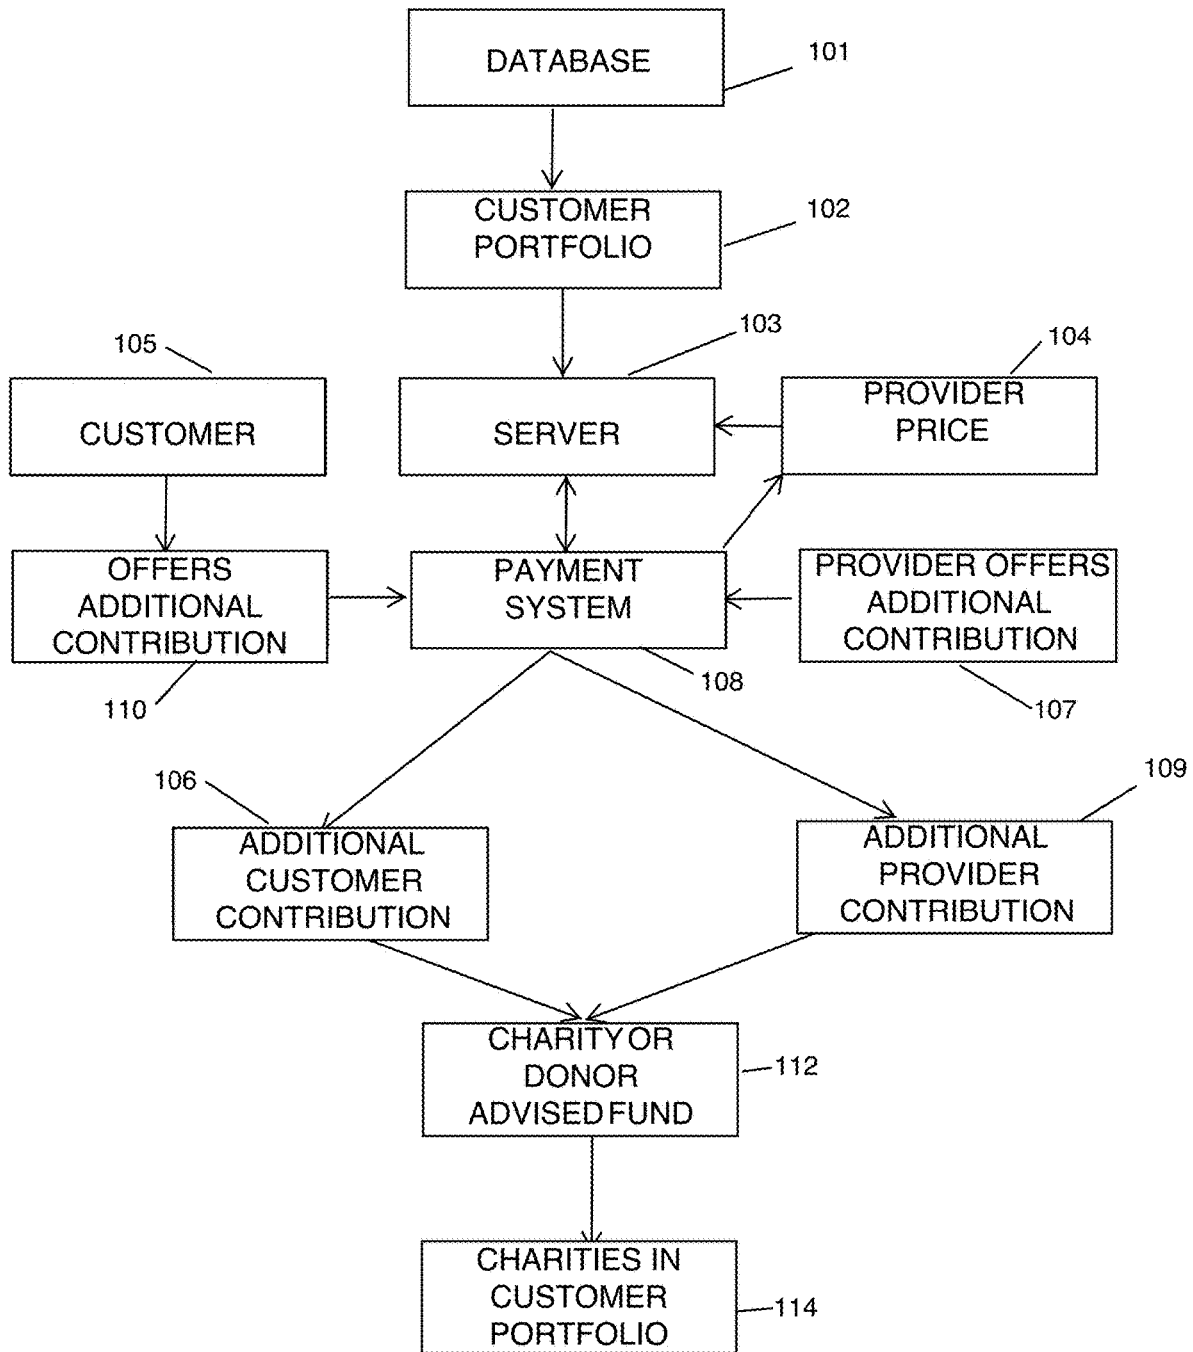 DATABASE
101
CUSTOMER
PORTFOLIO
102
103
104
105
CUSTOMER
SERVER
PROVIDER
PRICE
OFFERS
ADDITIONAL
CONTRIBUTION
110
PAYMENT
SYSTEM
108
PROVIDER OFFERS
ADDITIONAL
CONTRIBUTION
107
106
ADDITIONAL
CUSTOMER
CONTRIBUTION
109
ADDITIONAL
PROVIDER
CONTRIBUTION
CHARITY OR
DONOR
ADVISED FUND
112
CHARITIES IN
CUSTOMER
PORTFOLIO
114